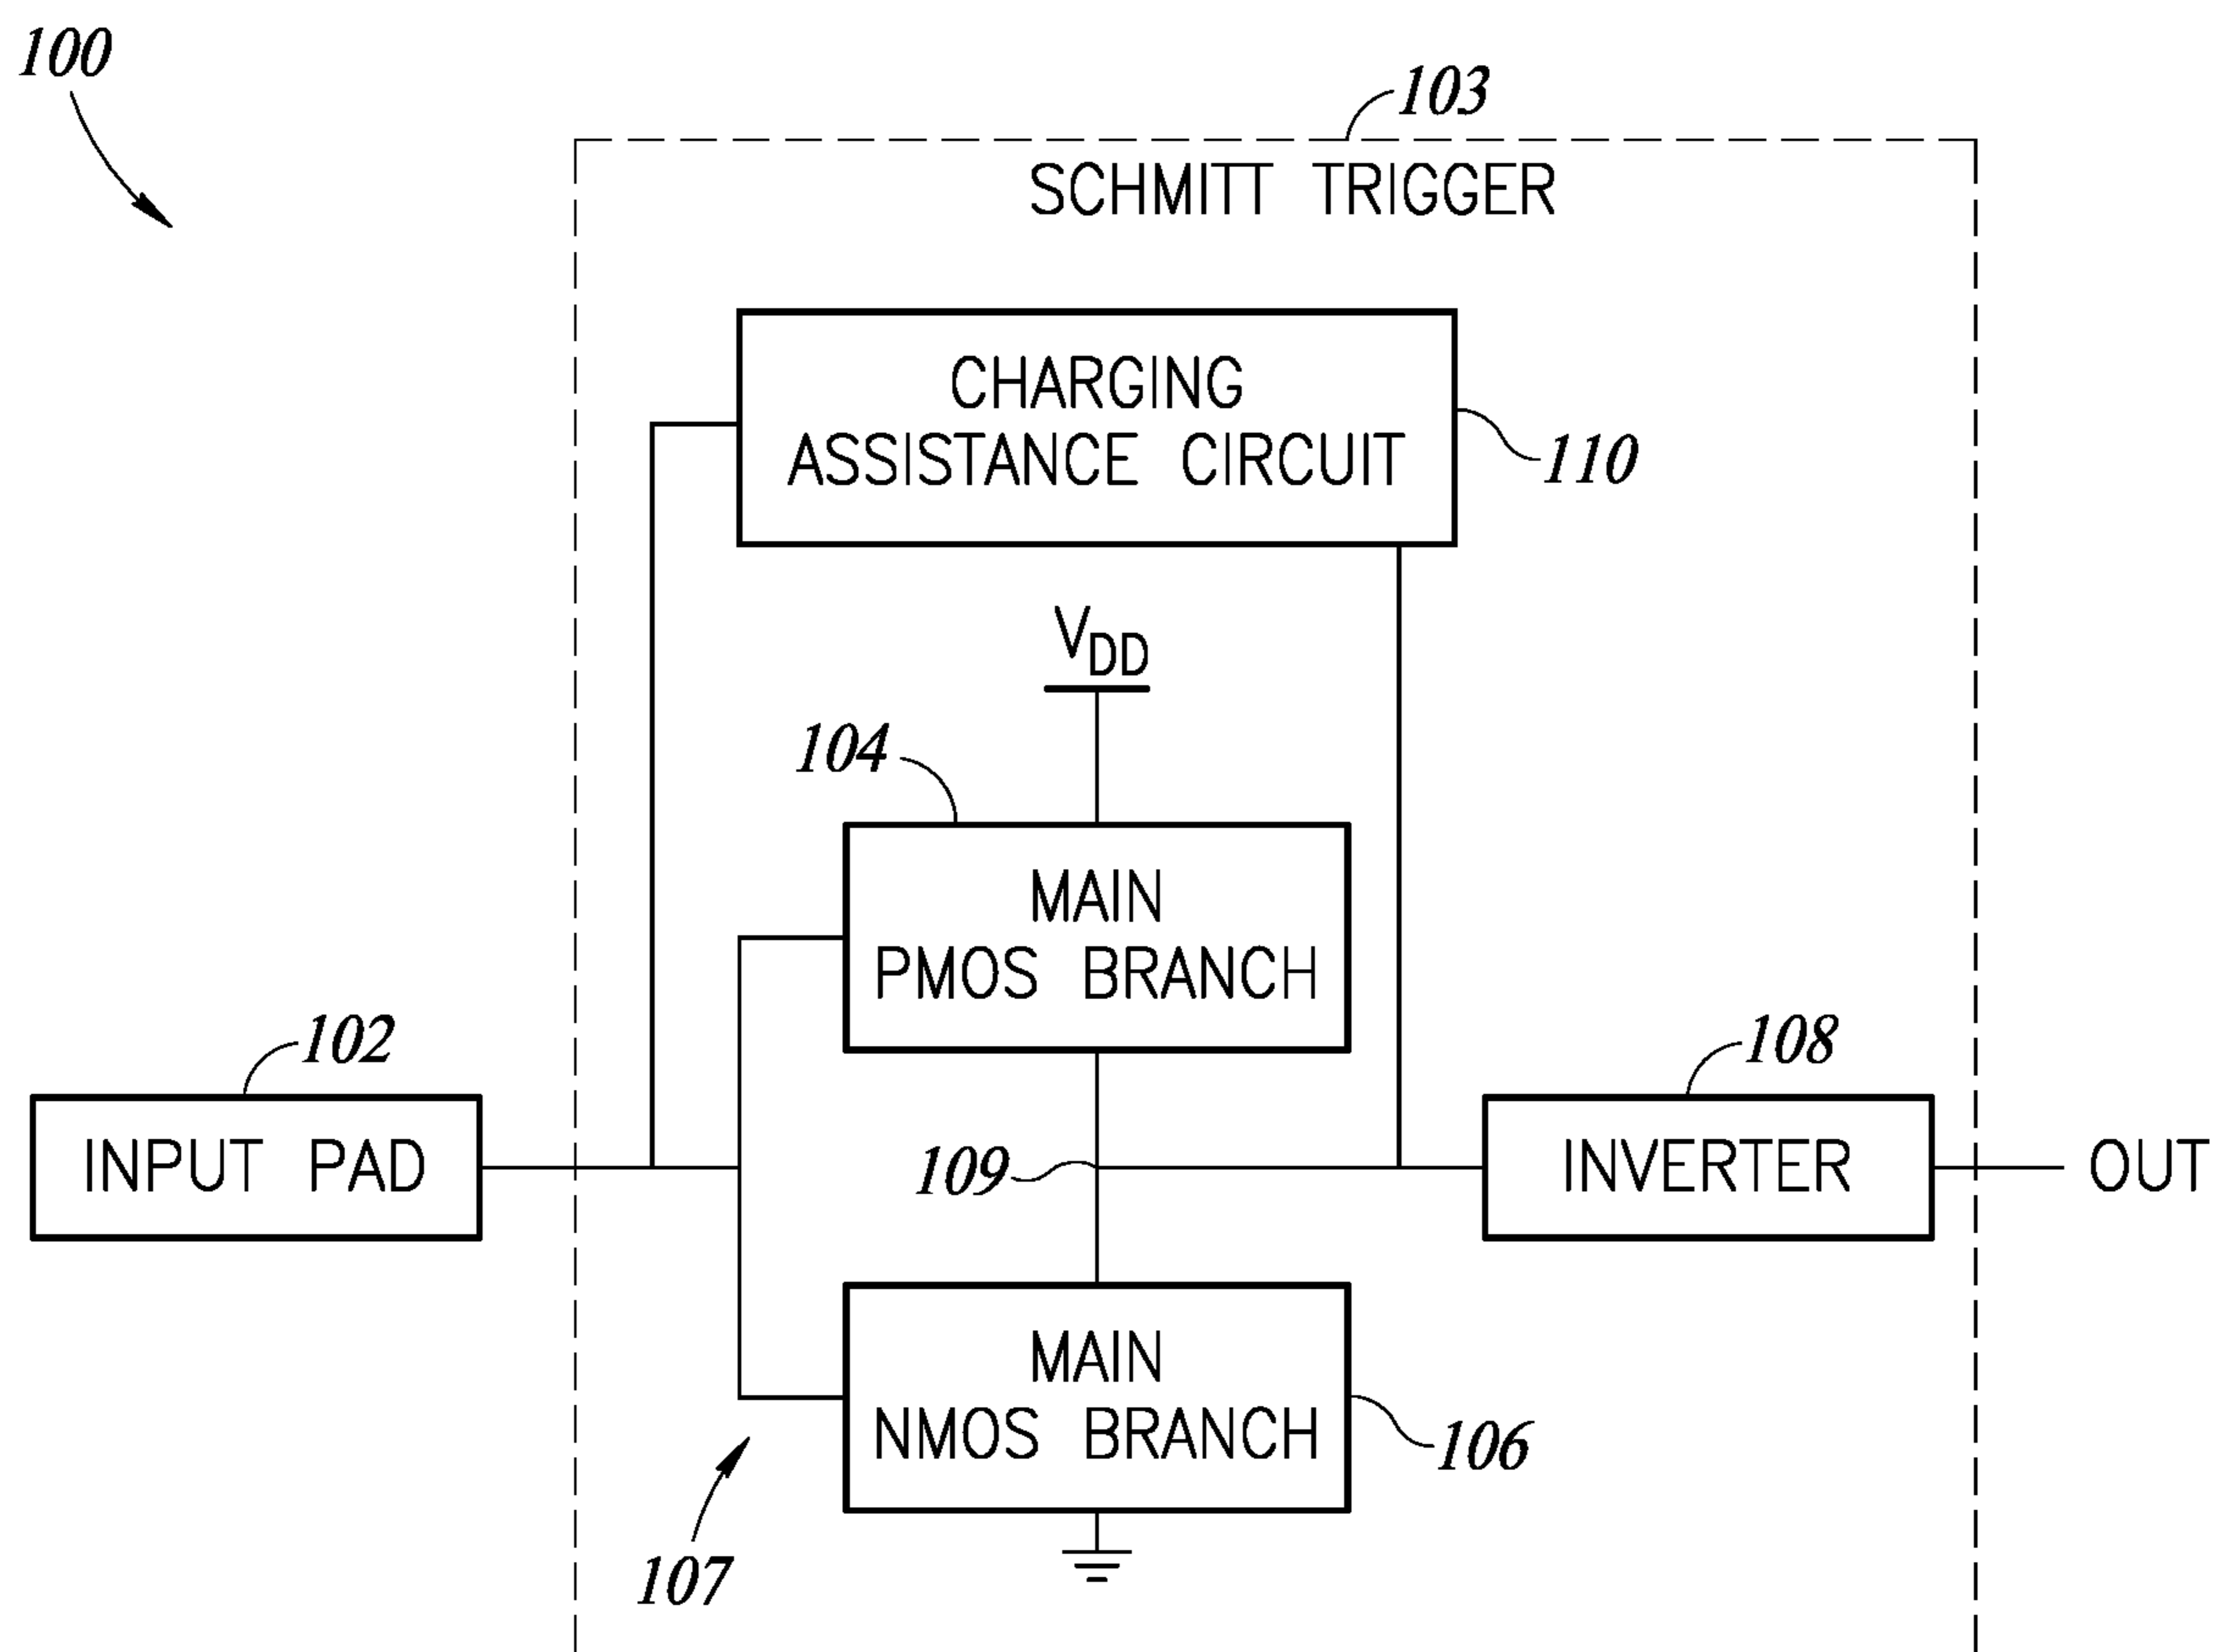 100
103
SCHMITT TRIGGER
CHARGING
ASSISTANCE CIRCUIT
110
VDD
104
MAIN
PMOS BRANCH
102
108
INPUT PAD
109
INVERTER
OUT
MAIN
NMOS BRANCH
106
107